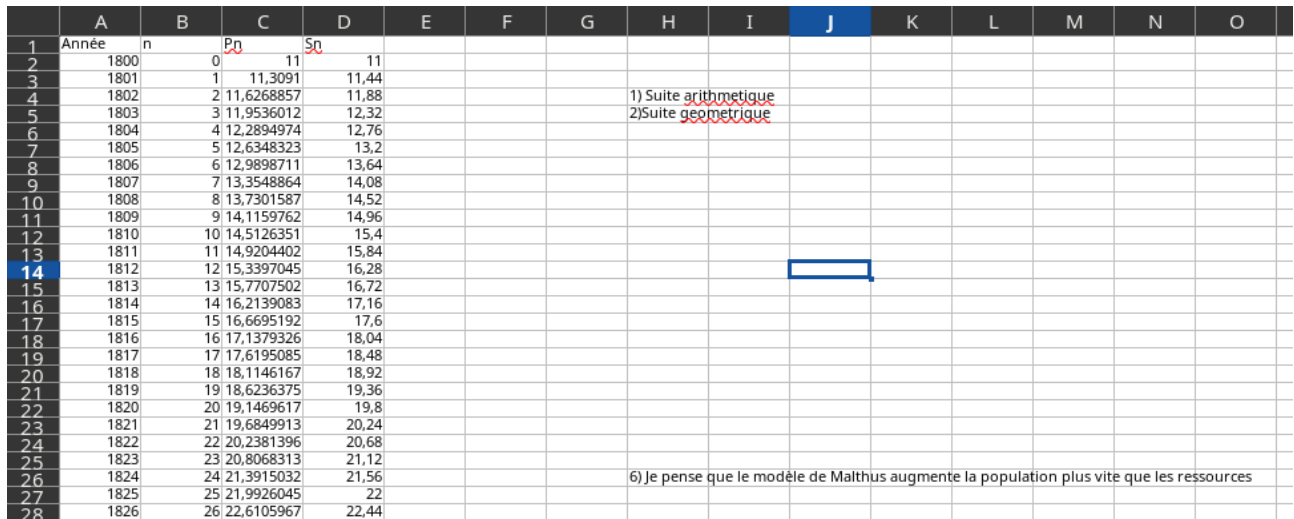 A B C D E F G H I J K L M N O
1 Année n Pn Sn
2 1800 0 11 11
3 1801 1 11,3091 11,44
4 1802 2 11,6268857 11,88 1) Suite arithmetique
5 1803 3 11,9536012 12,32 2)Suite geometrique
6 1804 4 12,2894974 12,76
7 1805 5 12,6348323 13,2
8 1806 6 12,9898711 13,64
9 1807 7 13,3548864 14,08
10 1808 8 13,7301587 14,52
11 1809 9 14,1159762 14,96
12 1810 10 14,5126351 15,4
13 1811 11 14,9204402 15,84
14 1812 12 15,3397045 16,28
15 1813 13 15,7707502 16,72
16 1814 14 16,2139083 17,16
17 1815 15 16,6695192 17,6
18 1816 16 17,1379326 18,04
19 1817 17 17,6195085 18,48
20 1818 18 18,1146167 18,92
21 1819 19 18,6236375 19,36
22 1820 20 19,1469617 19,8
23 1821 21 19,6849913 20,24
24 1822 22 20,2381396 20,68
25 1823 23 20,8068313 21,12
26 1824 24 21,3915032 21,56 6) Je pense que le modèle de Malthus augmente la population plus vite que les ressources
27 1825 25 21,9926045 22
28 1826 26 22,6105967 22,44